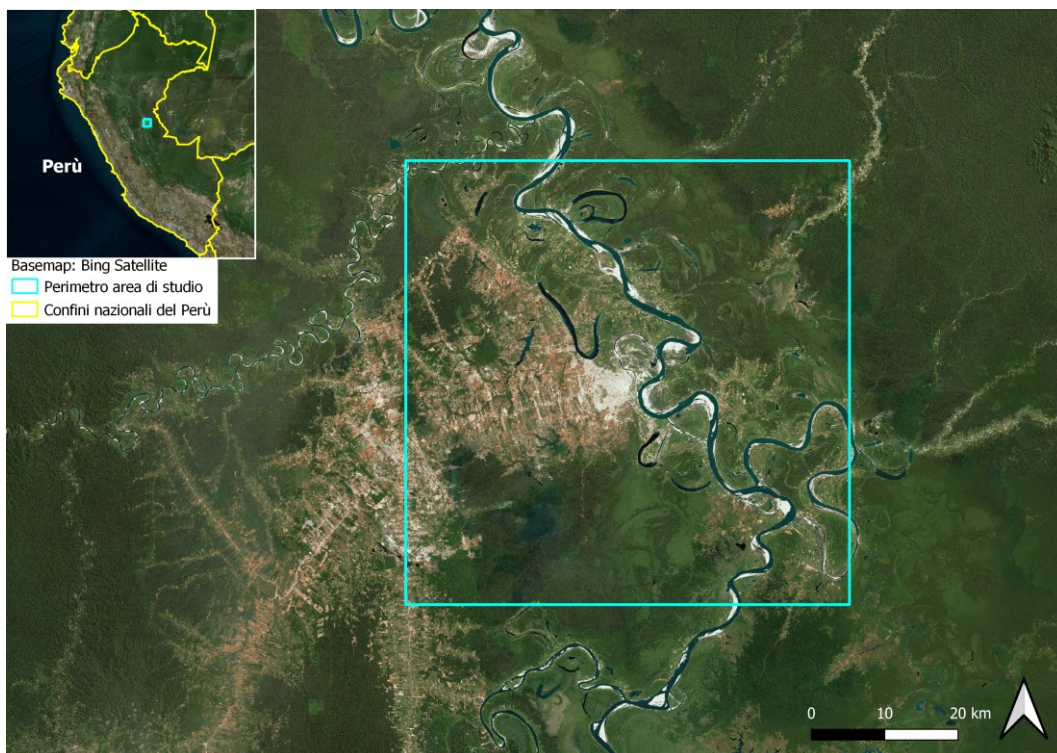 Perù
Basemap: Bing Satellite
Perimetro area di studio
Confini nazionali del Perù
0 10 20 km